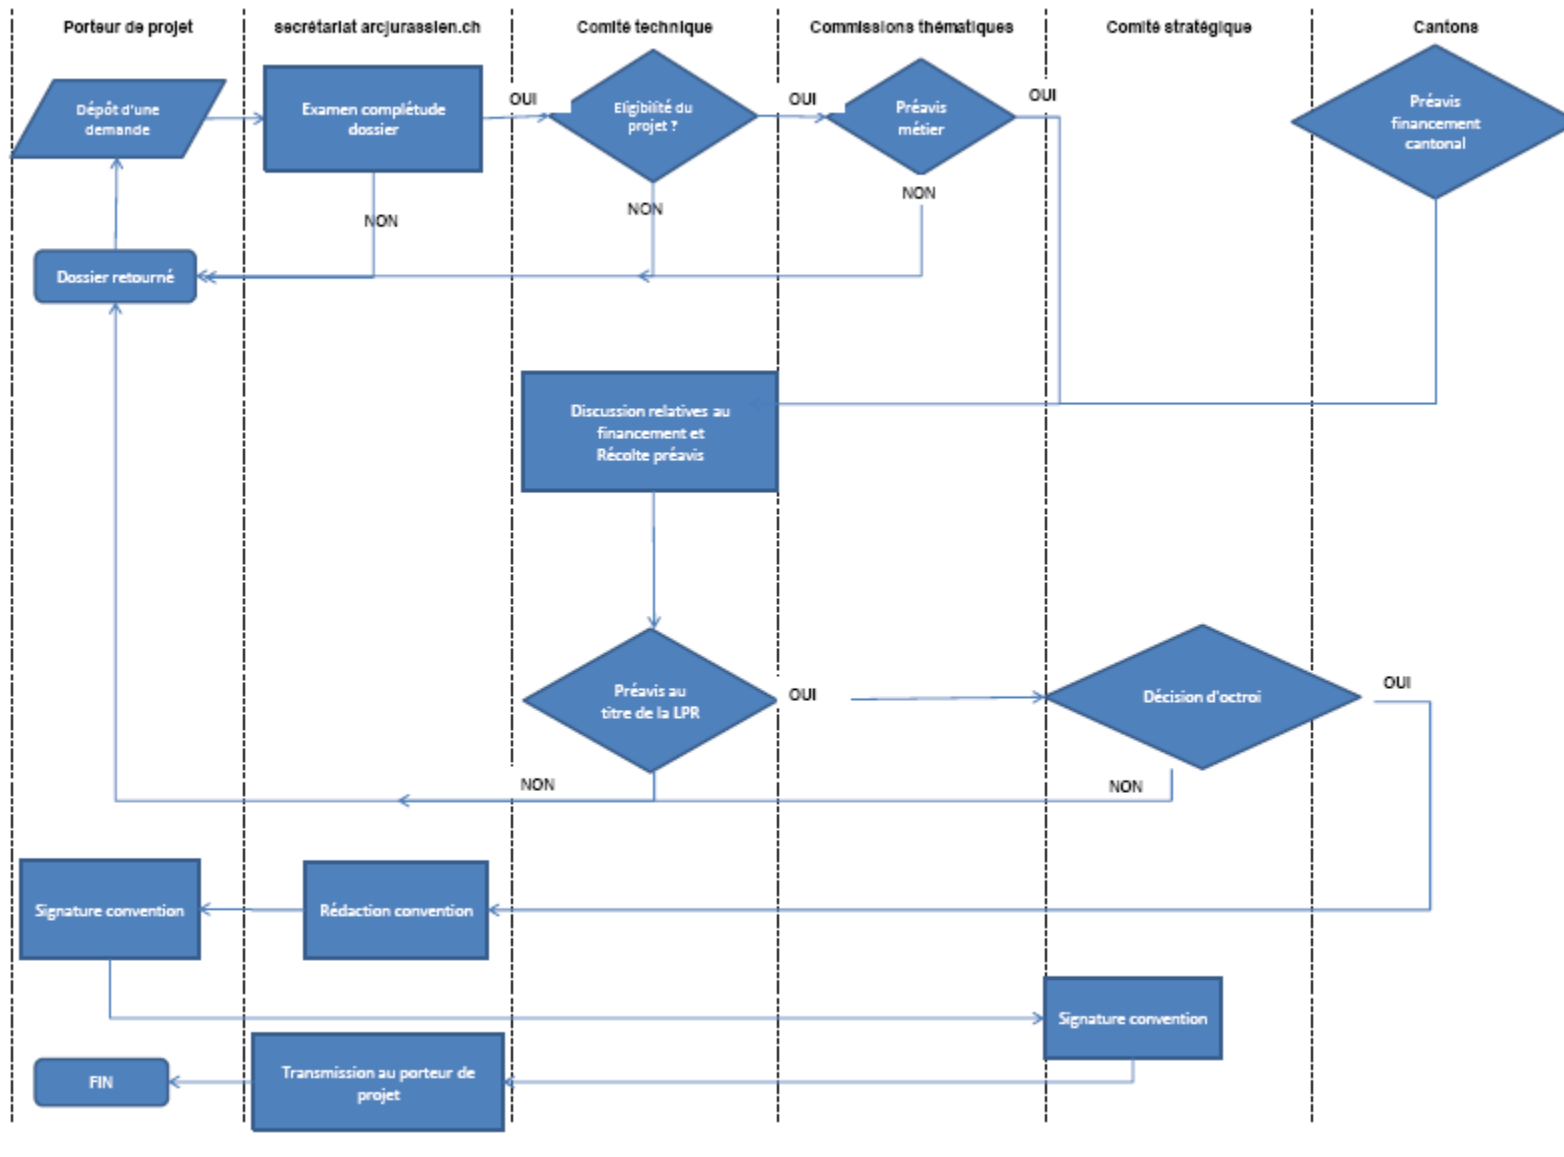 Porteur de projet
secrétariat arcjurassien.ch
Comité technique
Commissions thématiques
Comité stratégique
Cantons
Dépôt d'une
demande
Examen complétude
dossier
OUI
Eligibilité du
projet ?
OUI
Préavis
métier
OUI
Préavis
financement
cantonal
NON
NON
NON
Dossier retourné
Discussion relatives au
financement et
Récolte préavis
Préavis au
titre de la LPR
OUI
Décision d'octroi
OUI
NON
NON
Signature convention
Rédaction convention
Signature convention
FIN
Transmission au porteur de
projet